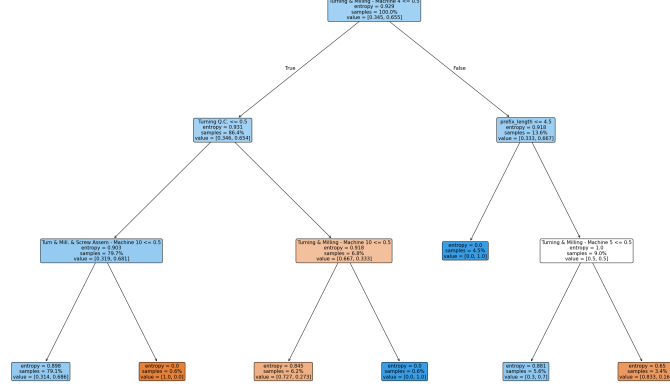 Turning & Milling - Machine 4 <= 0.5
entropy = 0.929
samples = 100.0%
value = [0.345, 0.655]
True
False
Turning Q.C. <= 0.5
entropy = 0.931
samples = 86.4%
value = [0.346, 0.654]
prefix_length <= 4.5
entropy = 0.918
samples = 13.6%
value = [0.333, 0.667]
Turn & Mill. & Screw Assem - Machine 10 <= 0.5
entropy = 0.903
samples = 79.7%
value = [0.319, 0.681]
Turning & Milling - Machine 10 <= 0.5
entropy = 0.918
samples = 6.8%
value = [0.667, 0.333]
entropy = 0.0
samples = 4.5%
value = [0.0, 1.0]
Turning & Milling - Machine 5 <= 0.5
entropy = 1.0
samples = 9.0%
value = [0.5, 0.5]
entropy = 0.898
samples = 79.1%
value = [0.314, 0.686]
entropy = 0.0
samples = 0.6%
value = [1.0, 0.0]
entropy = 0.845
samples = 6.2%
value = [0.727, 0.273]
entropy = 0.0
samples = 0.6%
value = [0.0, 1.0]
entropy = 0.881
samples = 5.6%
value = [0.3, 0.7]
entropy = 0.65
samples = 3.4%
value = [0.833, 0.16